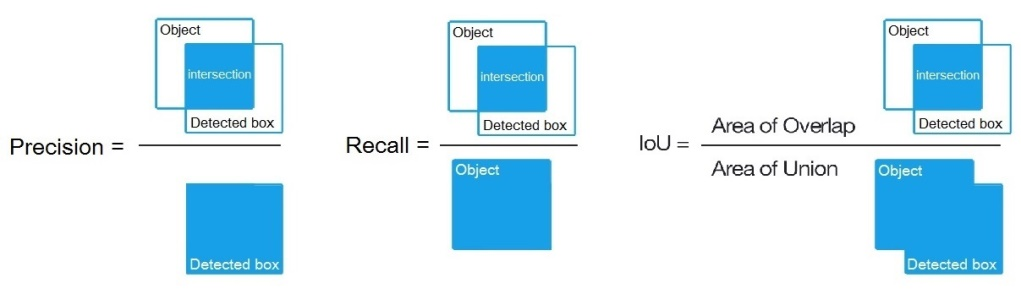 Object
intersection
Detected box
Precision =
Detected box
Object
intersection
Detected box
Recall =
Object
Object
intersection
Detected box
IoU =
Area of Overlap
Area of Union
Object
Detected box